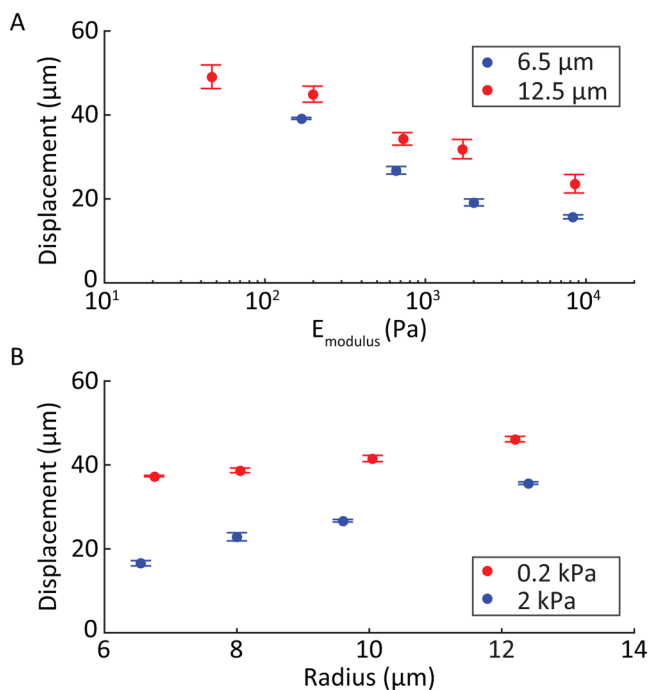 A
60
40
20
0
Displacement (µm)
6.5 µm
12.5 µm
10¹ 10² 10³ 10⁴
E_modulus (Pa)
B
60
40
20
0
Displacement (µm)
0.2 kPa
2 kPa
6 8 10 12 14
Radius (µm)